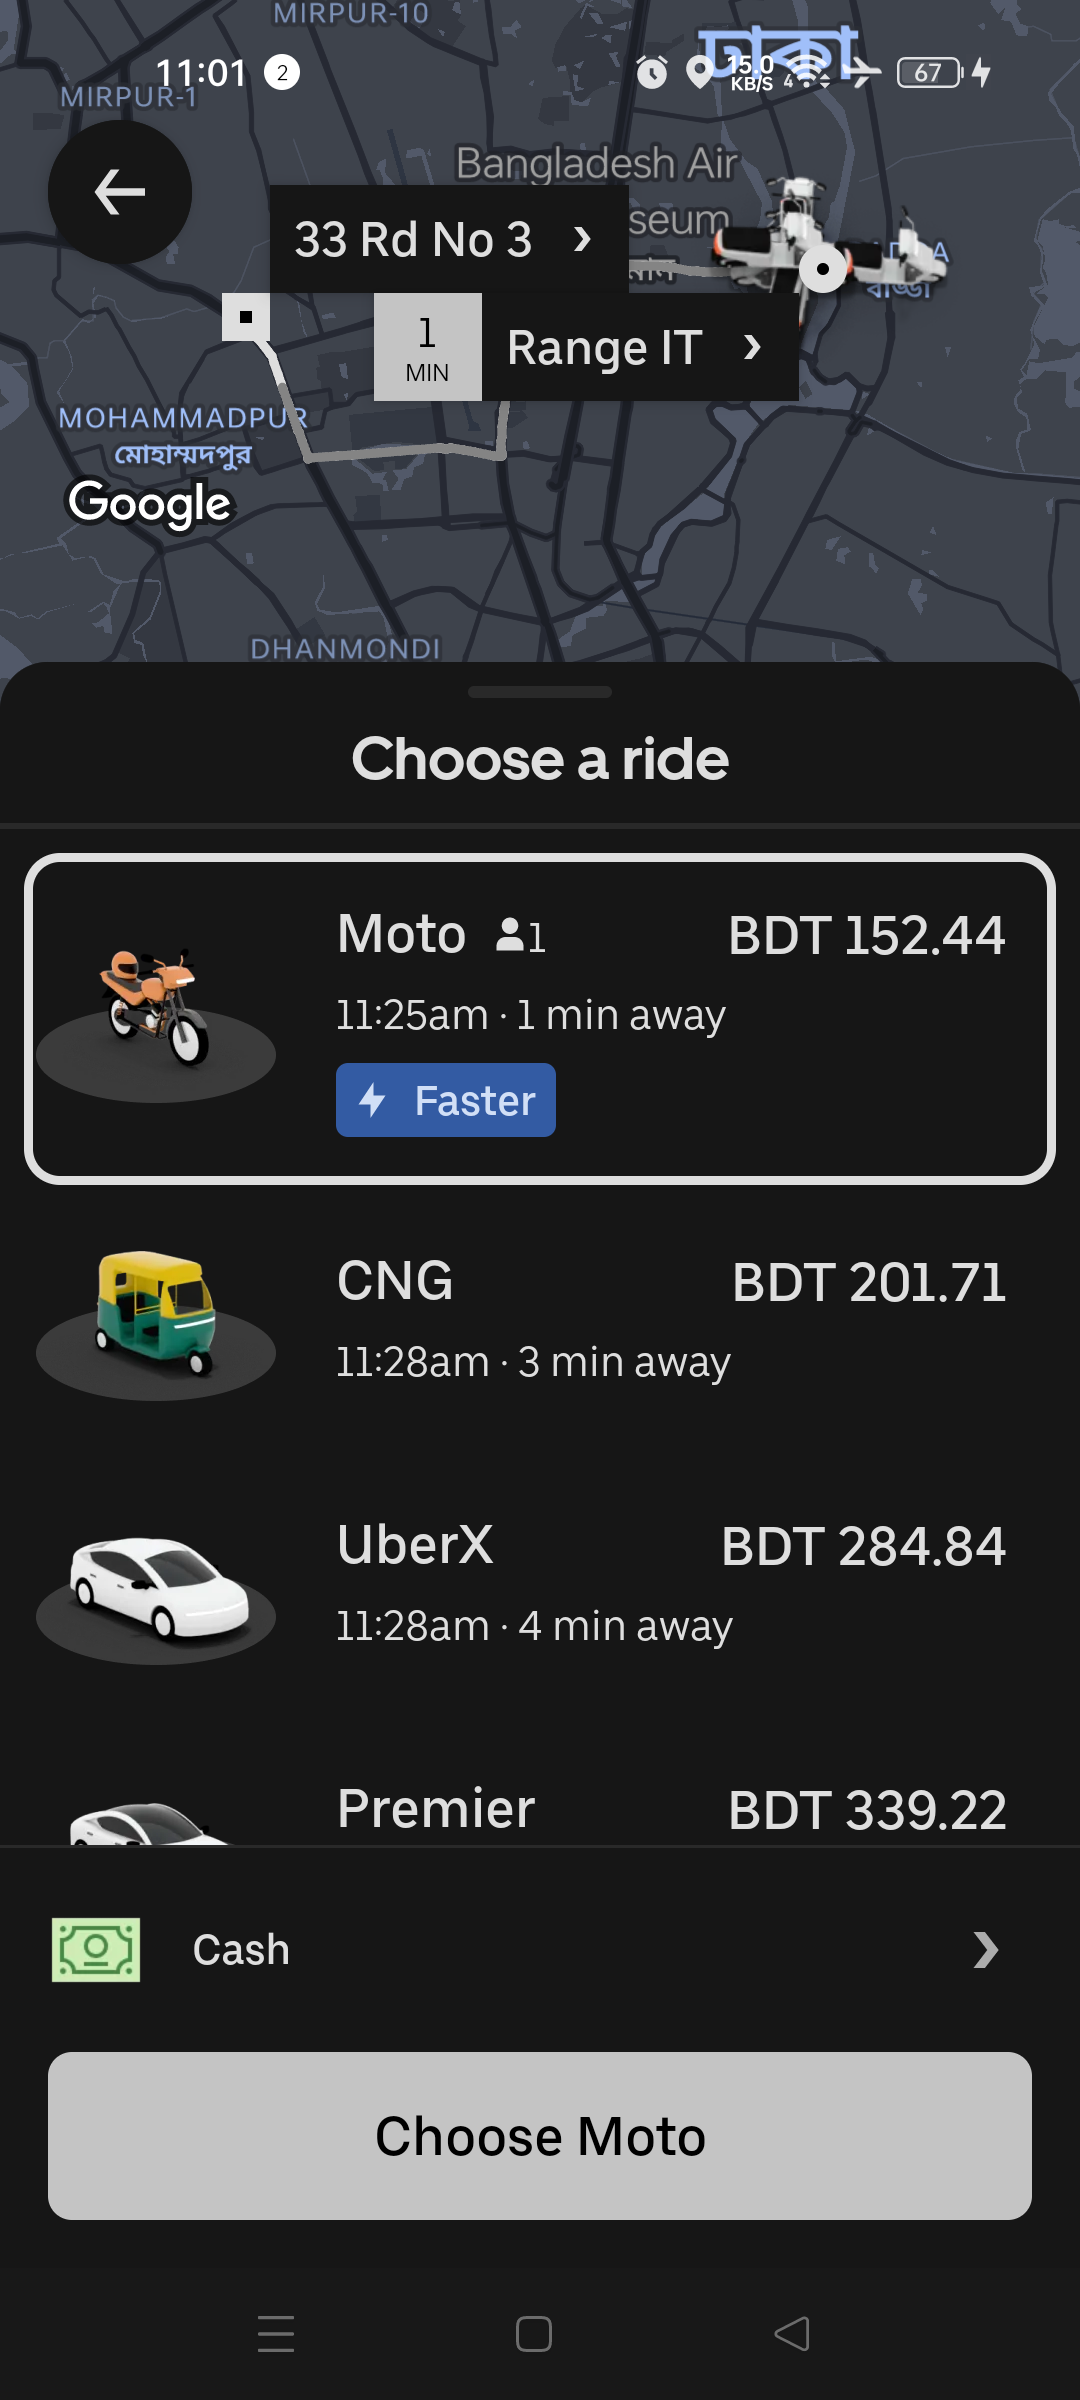 MIRPUR-10
ঢাকা
11:01 2
15.0
KB/S
4
67
MIRPUR-1
Bangladesh Air
seum
33 Rd No 3
বাড্ডা
1
MIN
Range IT
MOHAMMADPUR
মোহাম্মদপুর
Google
DHANMONDI
Choose a ride
Moto 1 BDT 152.44
11:25am · 1 min away
Faster
CNG BDT 201.71
11:28am · 3 min away
UberX BDT 284.84
11:28am · 4 min away
Premier BDT 339.22
Cash
Choose Moto